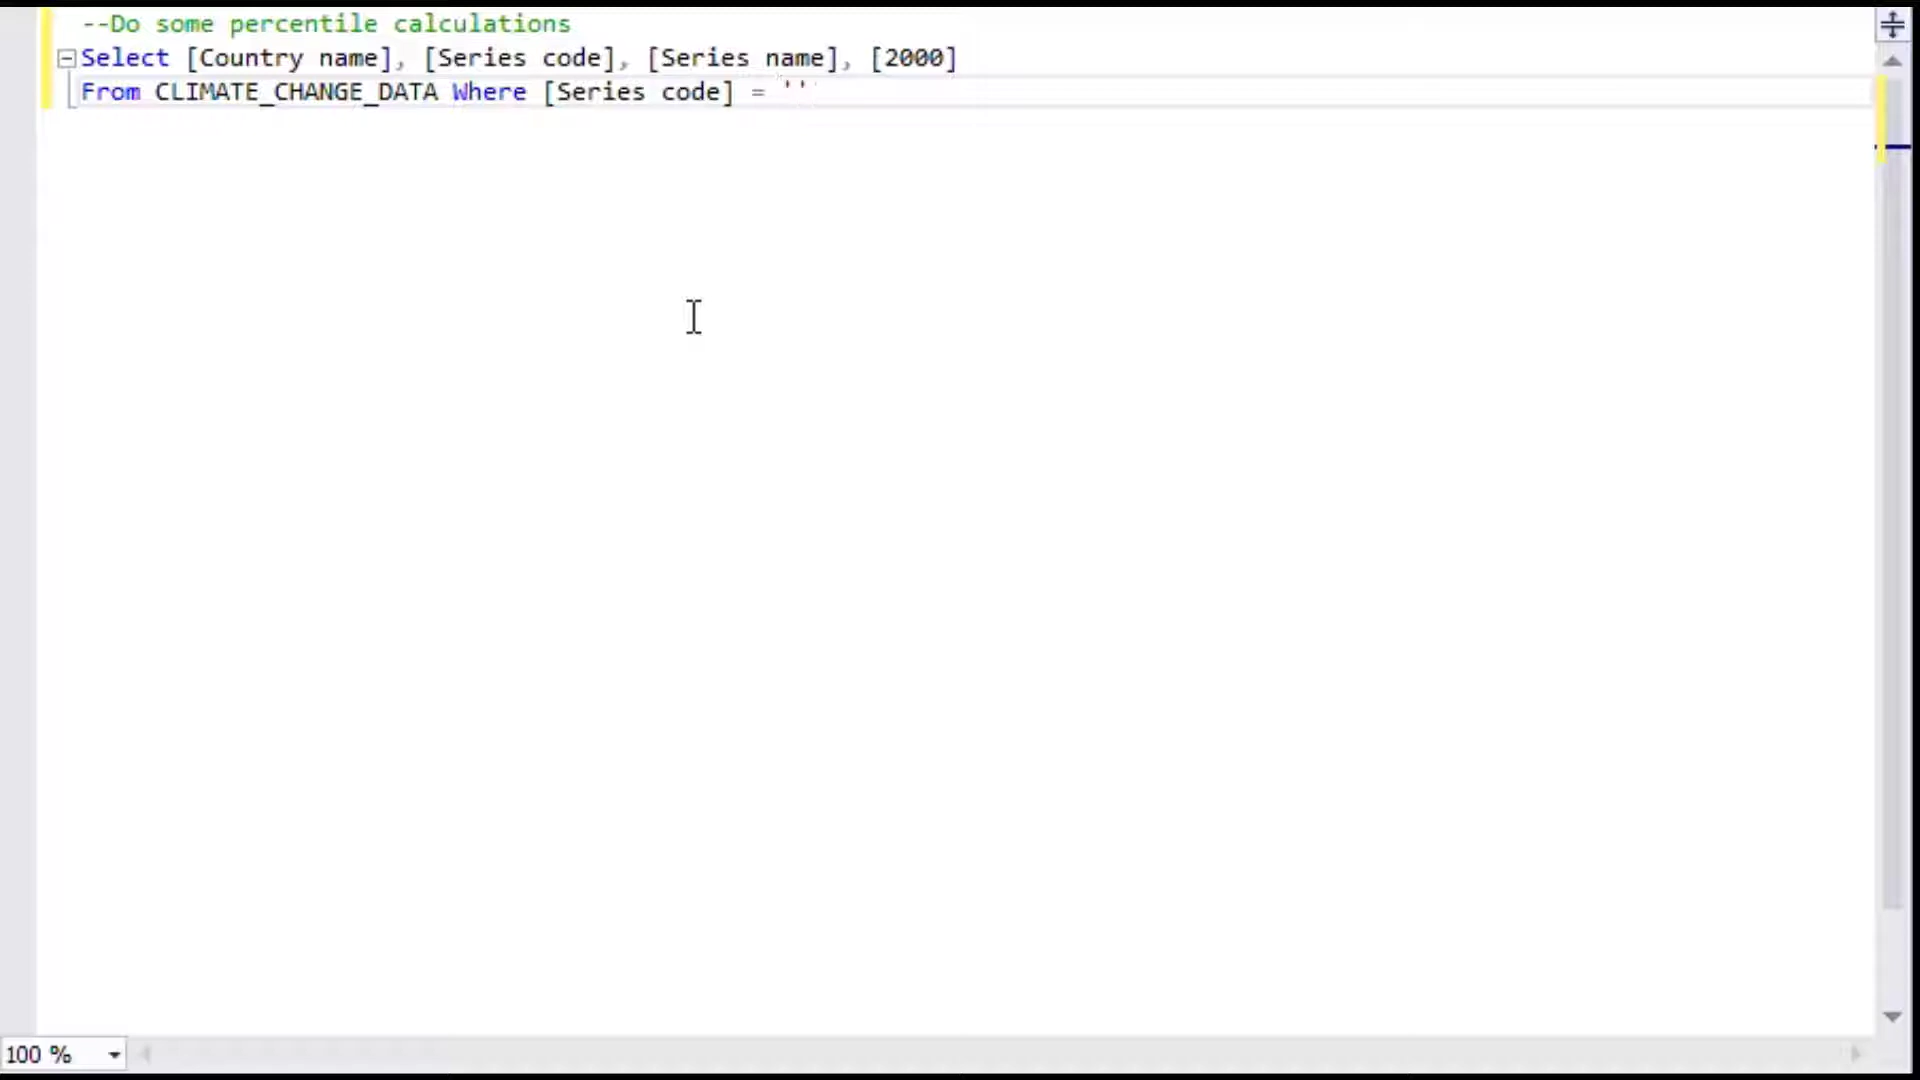 --Do some percentile calculations
Select [Country name], [Series code], [Series name], [2000]
From CLIMATE_CHANGE_DATA Where [Series code] = ''
100 %